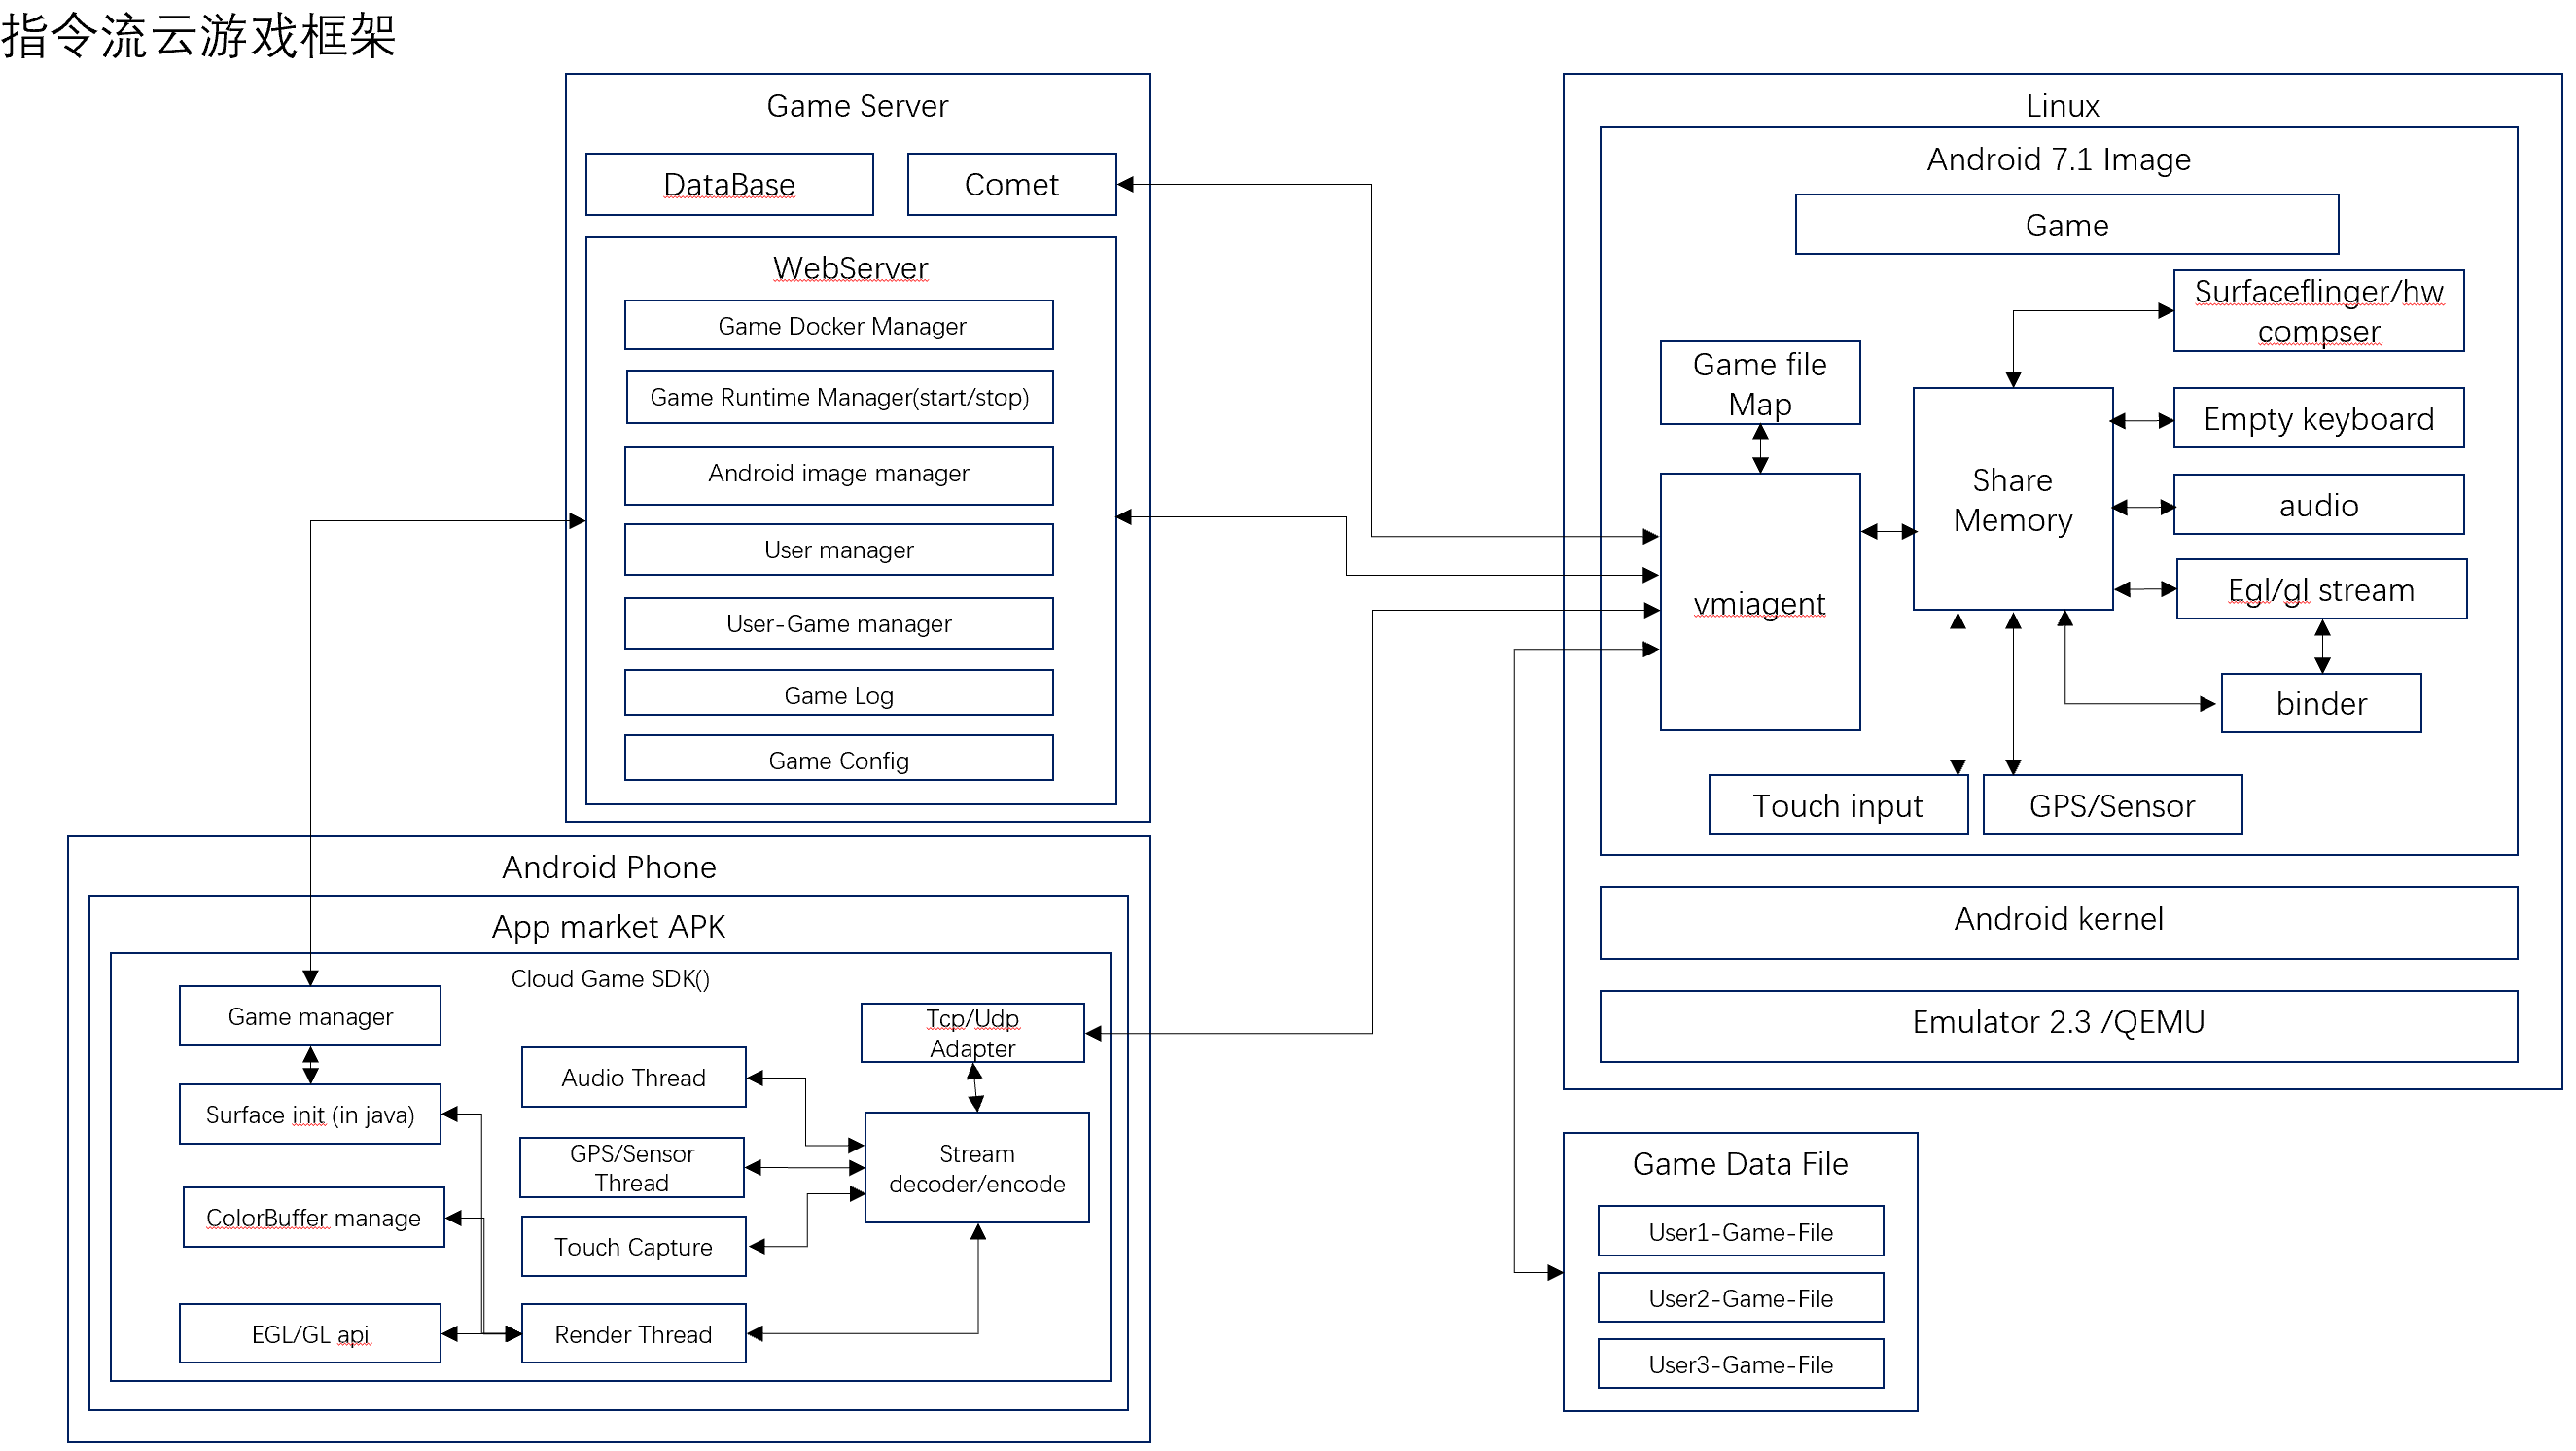 指令流云游戏框架
Game Server
DataBase
Comet
WebServer
Game Docker Manager
Game Runtime Manager(start/stop)
Android image manager
User manager
User-Game manager
Game Log
Game Config
Android Phone
App market APK
Cloud Game SDK()
Game manager
Surface init (in java)
ColorBuffer manage
EGL/GL api
Audio Thread
GPS/Sensor
Thread
Touch Capture
Render Thread
Tcp/Udp
Adapter
Stream
decoder/encode
Linux
Android 7.1 Image
Game
Surfaceflinger/hw
compser
Game file
Map
Empty keyboard
Share
Memory
audio
vmiagent
Egl/gl stream
binder
Touch input
GPS/Sensor
Android kernel
Emulator 2.3 /QEMU
Game Data File
User1-Game-File
User2-Game-File
User3-Game-File